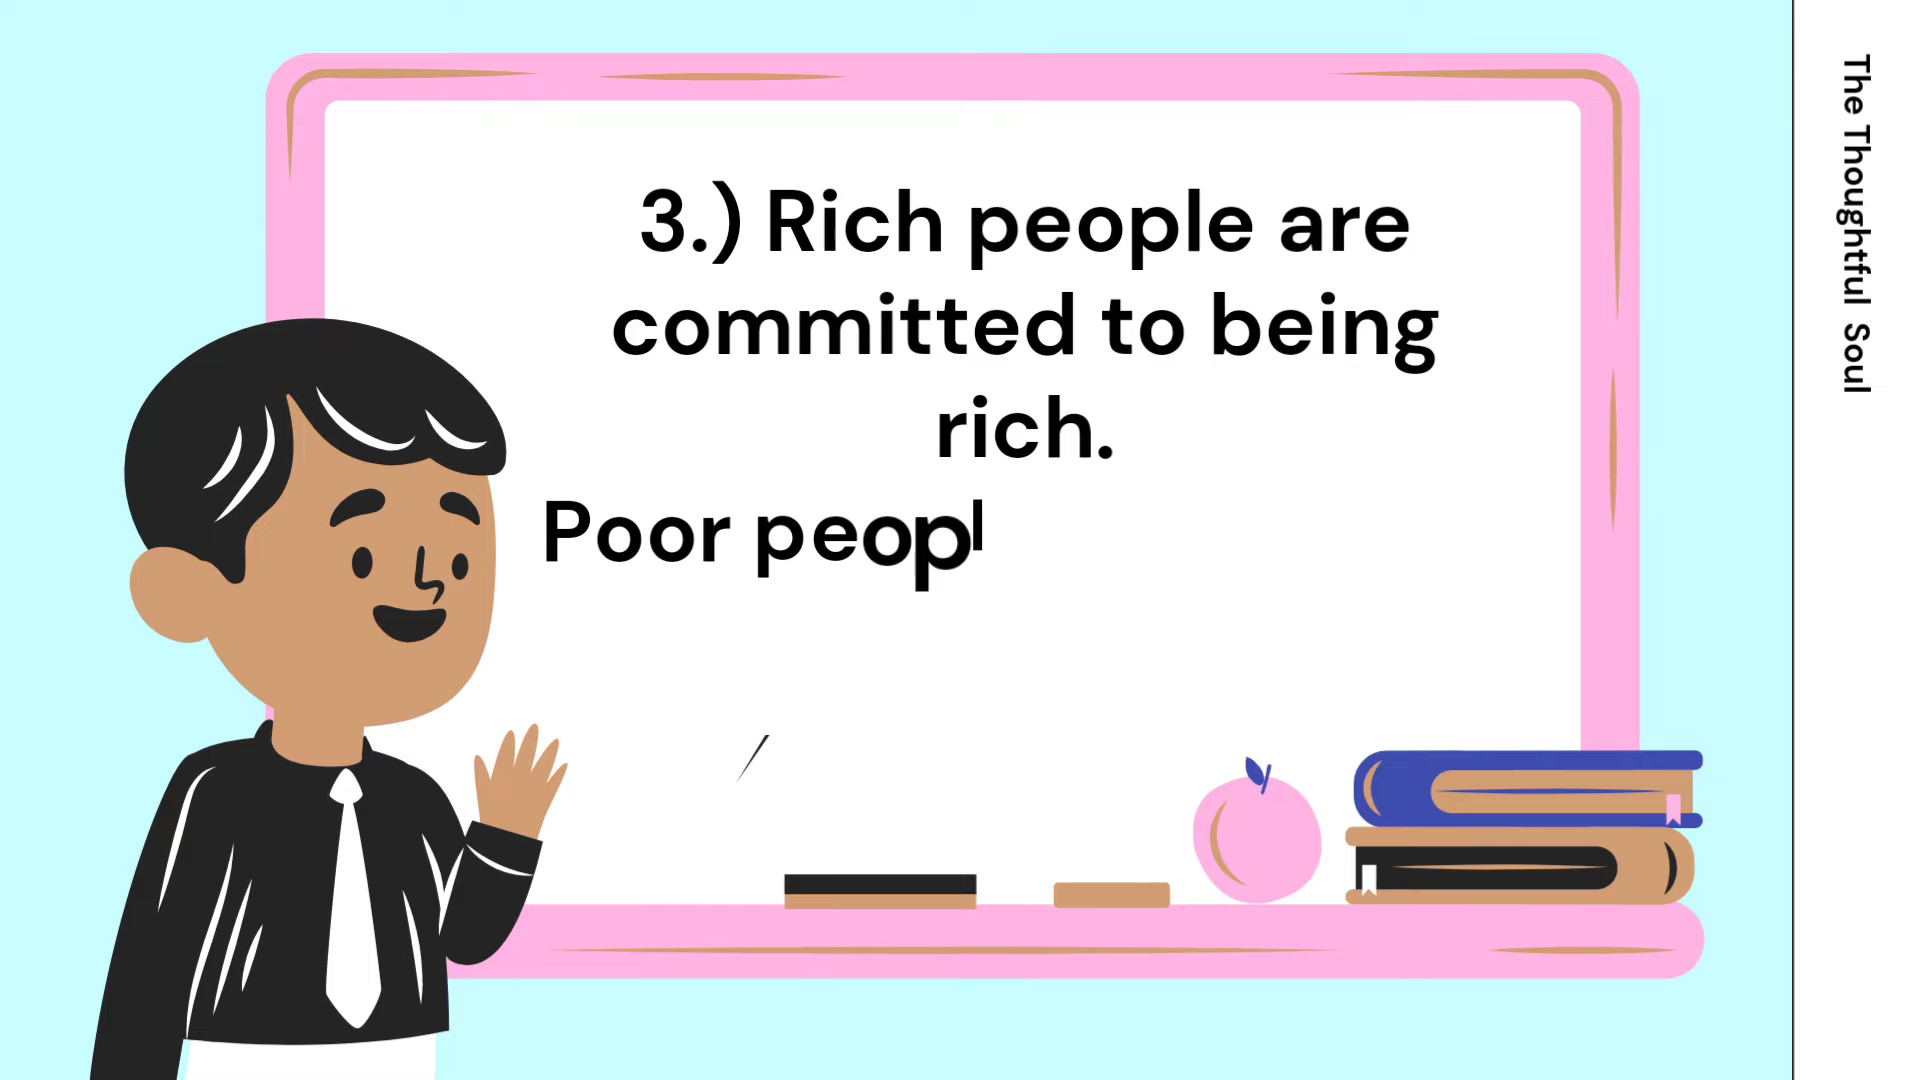 3.) Rich people are
committed to being
rich.
Poor peopl
The Thoughtful Soul